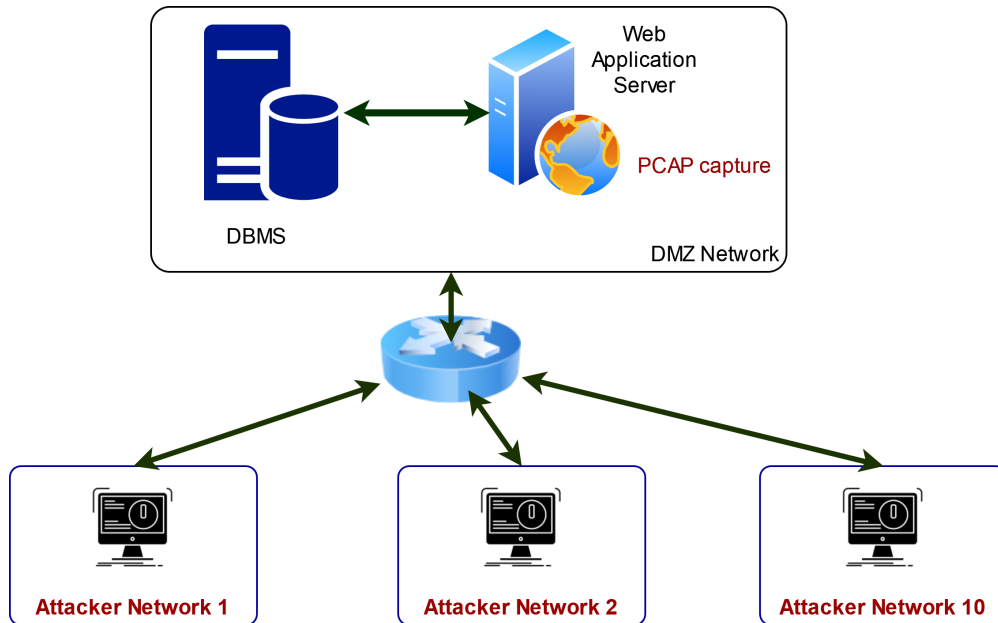 Web
Application
Server
PCAP capture
DBMS
DMZ Network
Attacker Network 1
Attacker Network 2
Attacker Network 10